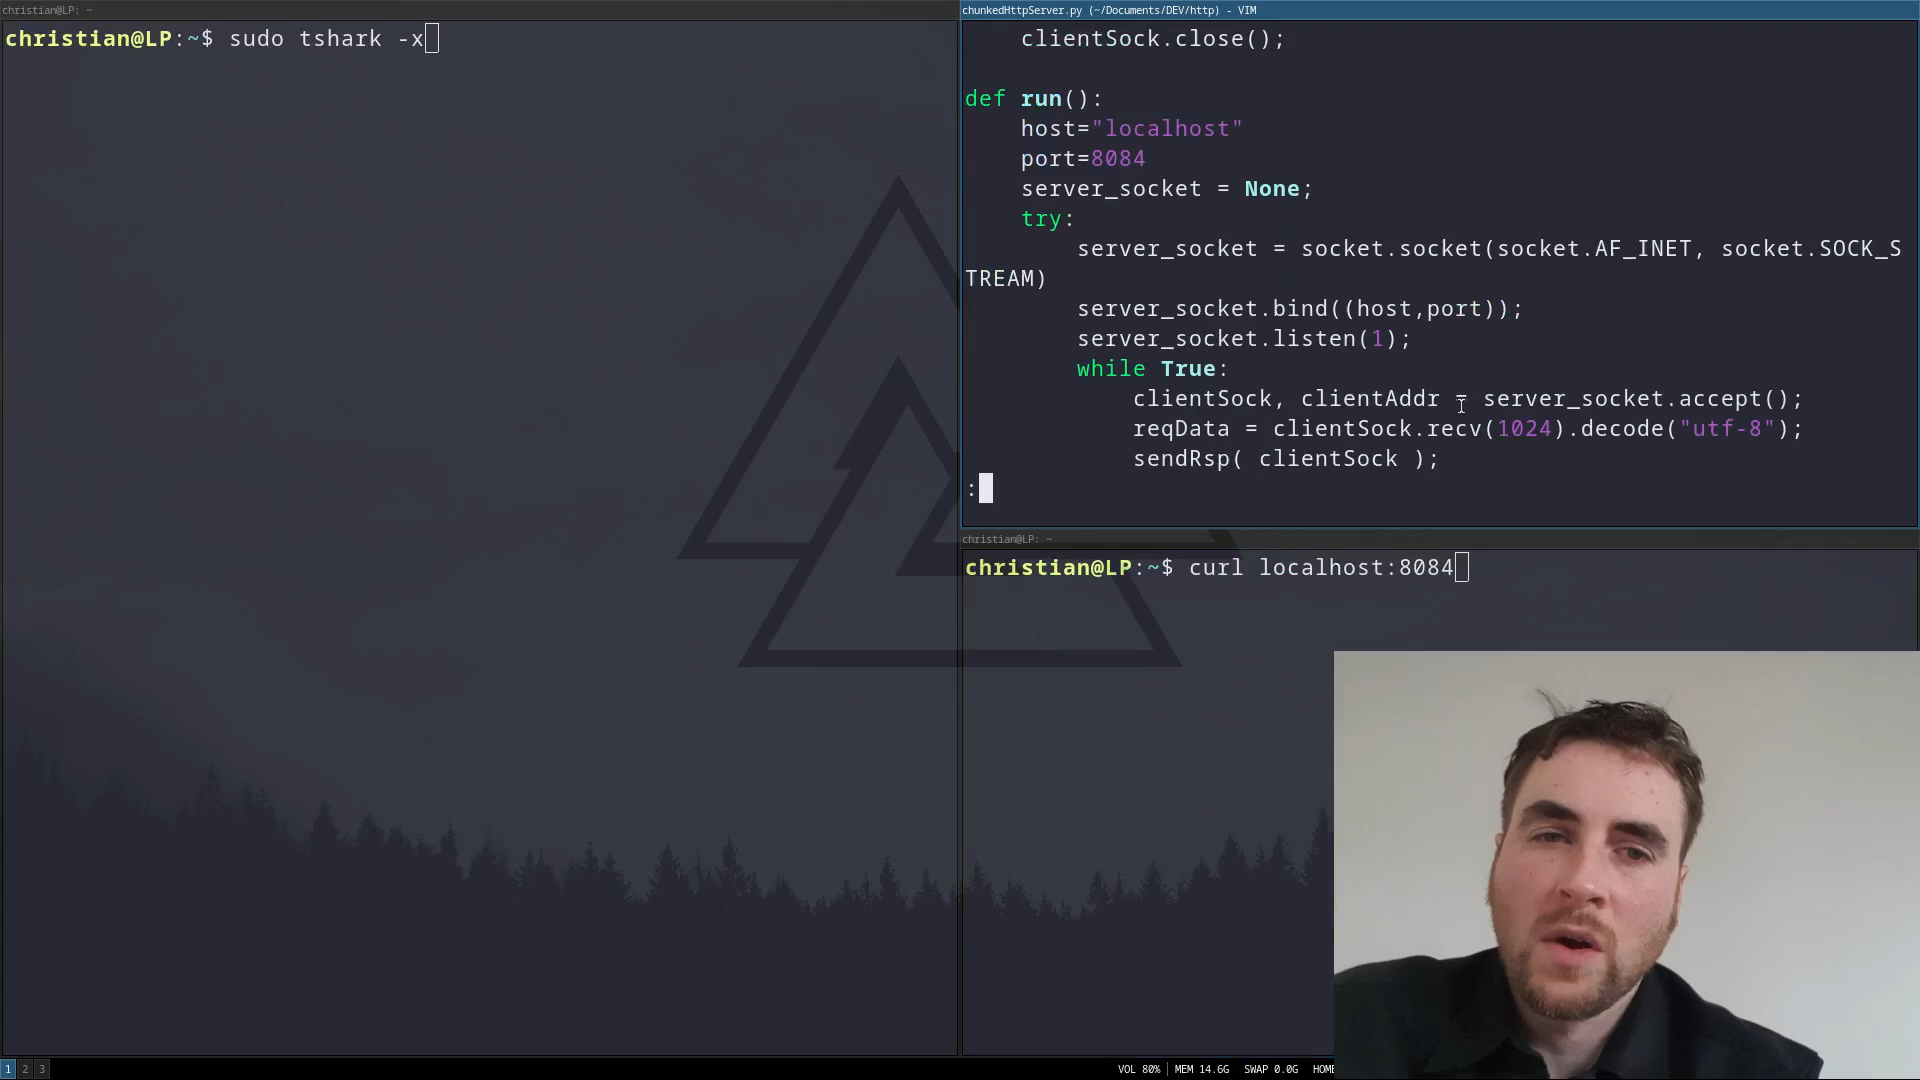 christian@LP: ~
christian@LP:~$ sudo tshark -x
chunkedHttpServer.py (~/Documents/DEV/http) - VIM
clientSock.close();
def run():
host="localhost"
port=8084
server_socket = None;
try:
server_socket = socket.socket(socket.AF_INET, socket.SOCK_S
TREAM)
server_socket.bind((host,port));
server_socket.listen(1);
while True:
clientSock, clientAddr = server_socket.accept();
reqData = clientSock.recv(1024).decode("utf-8");
sendRsp( clientSock );
:
christian@LP: ~
christian@LP:~$ curl localhost:8084
1 2 3
VOL 80% | MEM 14.6G SWAP 0.0G HOME